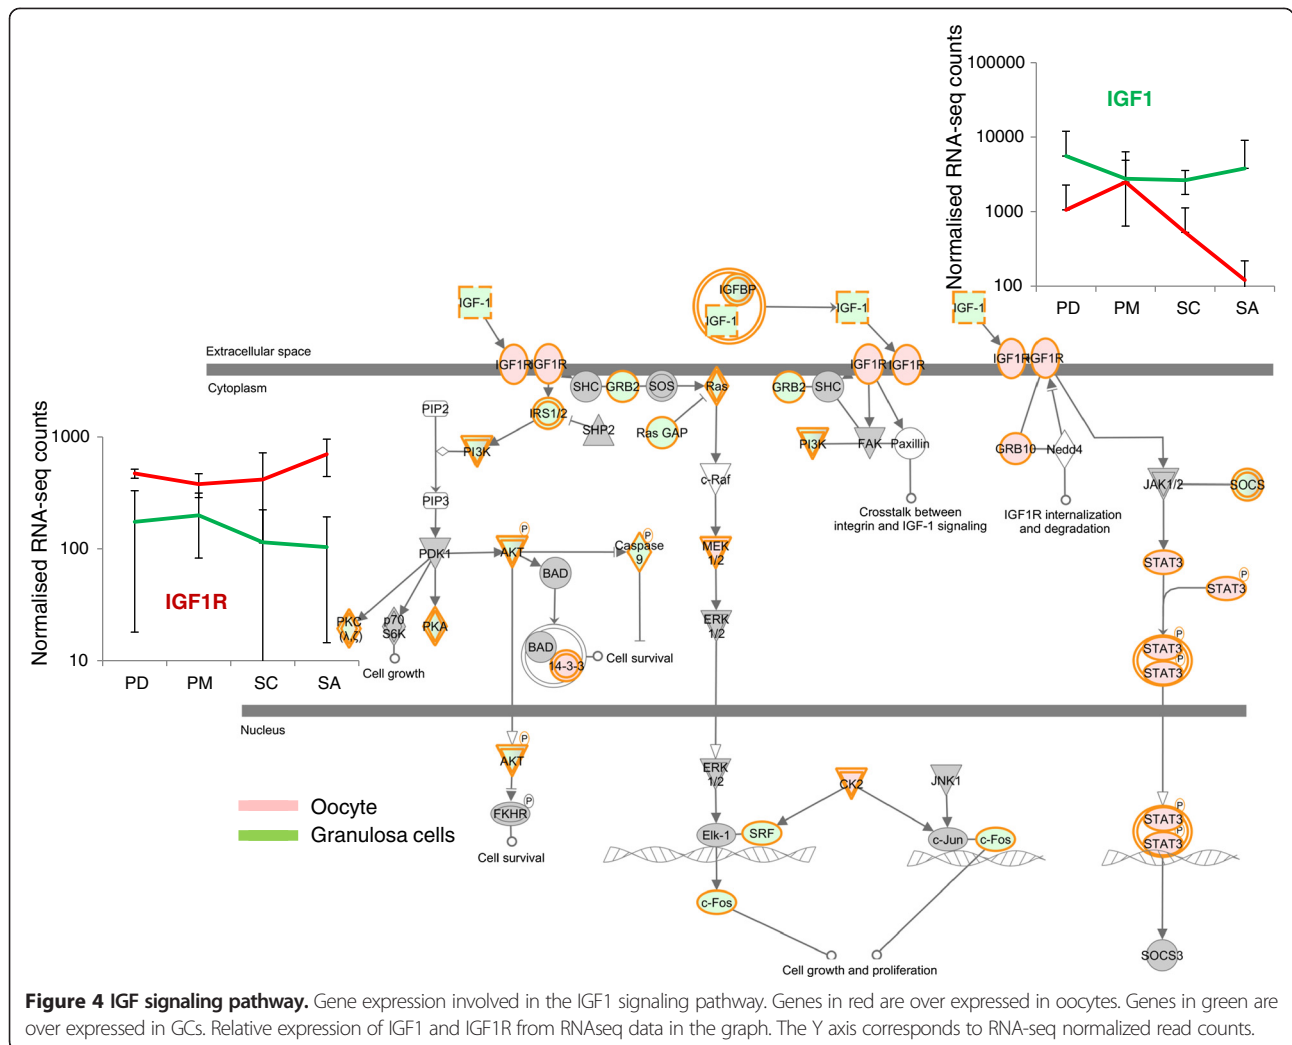 Normalised RNA-seq counts
100000
10000
1000
100
IGF1
PD PM SC SA
IGF-1
IGFBP
IGF-1
IGF-1
IGF-1
Extracellular space
IGF1R IGF1R
IGF1R IGF1R
IGF1R IGF1R
Cytoplasm
SHC GRB2 SOS Ras
GRB2 SHC
PIP2
IRS1/2
SHP2
Ras GAP
PI3K
PI3K FAK Paxillin
GRB10 Nedd4
c-Raf
JAK1/2 SOCS
PIP3
Crosstalk between
integrin and IGF-1 signaling
IGF1R internalization
and degradation
Normalised RNA-seq counts
1000
100
10
IGF1R
PD PM SC SA
PDK1
P
AKT
P
Caspase
9
MEK
1/2
BAD
STAT3
P
STAT3
PKC
(λ,ζ)
p70
S6K
PKA
ERK
1/2
BAD
14-3-3
Cell survival
Cell growth
P
STAT3
P
STAT3
Nucleus
P
AKT
ERK
1/2
CK2
JNK1
P
FKHR
Cell survival
Elk-1 SRF
c-Jun c-Fos
P
STAT3
P
STAT3
Oocyte
Granulosa cells
c-Fos
SOCS3
Cell growth and proliferation
Figure 4 IGF signaling pathway. Gene expression involved in the IGF1 signaling pathway. Genes in red are over expressed in oocytes. Genes in green are
over expressed in GCs. Relative expression of IGF1 and IGF1R from RNAseq data in the graph. The Y axis corresponds to RNA-seq normalized read counts.